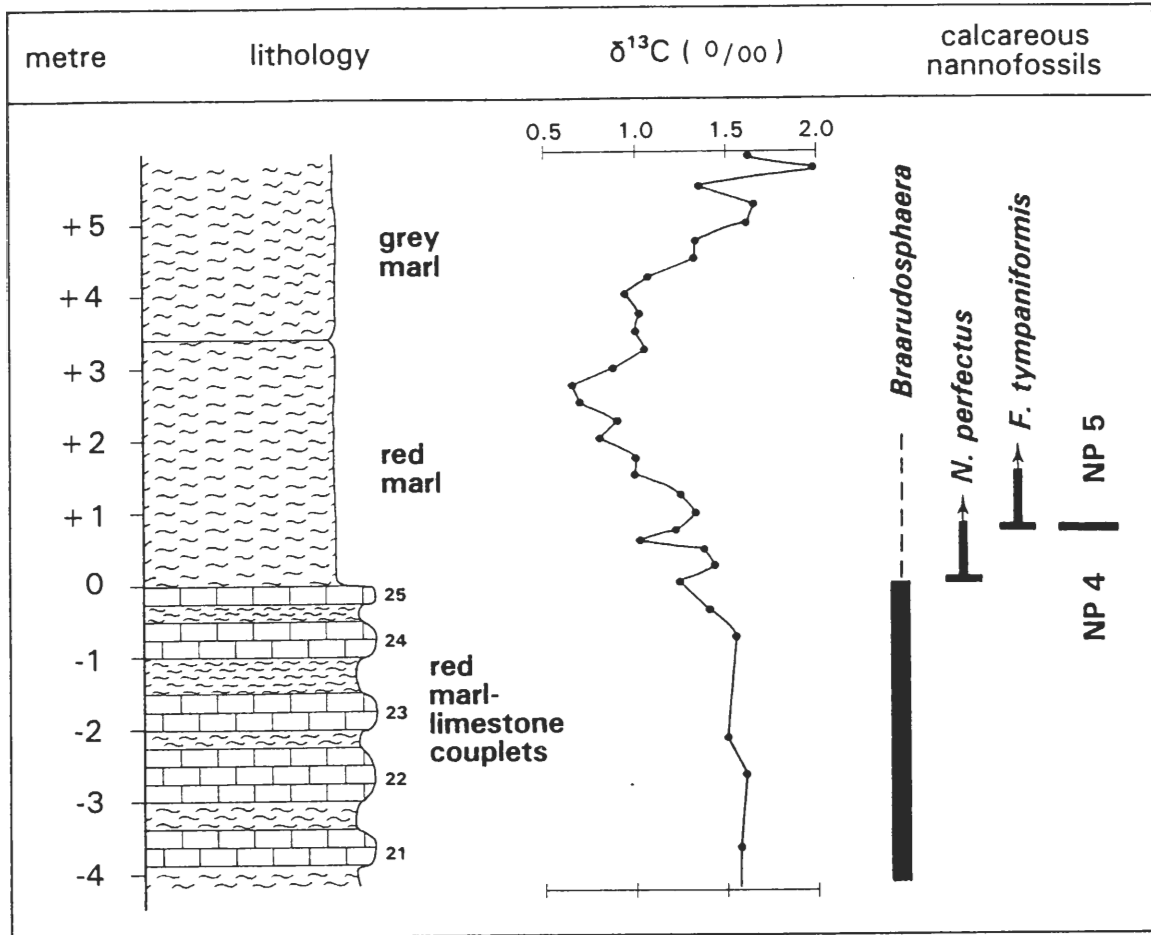 metre
lithology
δ¹³C ( 0/00 )
calcareous
nannofossils
0.5 1.0 1.5 2.0
+5
+4
+3
+2
+1
0
-1
-2
-3
-4
grey
marl
red
marl
red
marl-
limestone
couplets
25
24
23
22
21
Braarudosphaera
N. perfectus
F. tympaniformis
NP 5
NP 4